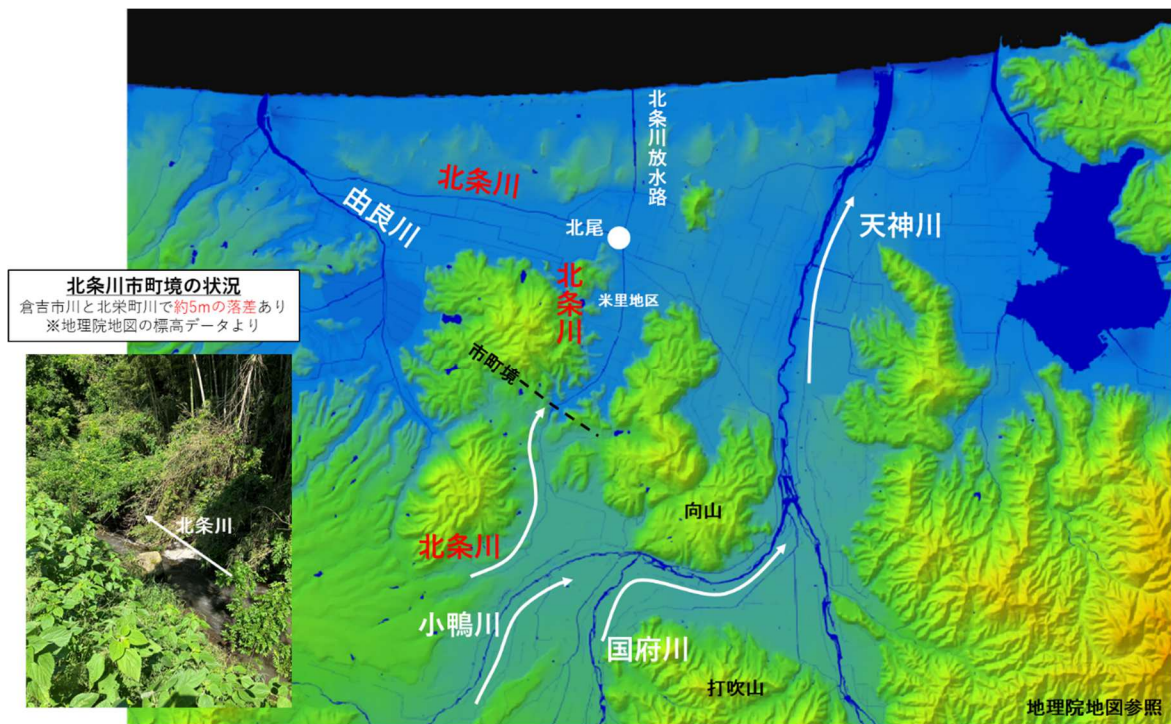 北条川放水路
北条川
由良川
天神川
北尾
北条川
米里地区
北条川市町境の状況
倉吉市川と北栄町川で約5mの落差あり
※地理院地図の標高データより
市町境
北条川
向山
北条川
小鴨川
国府川
打吹山
地理院地図参照